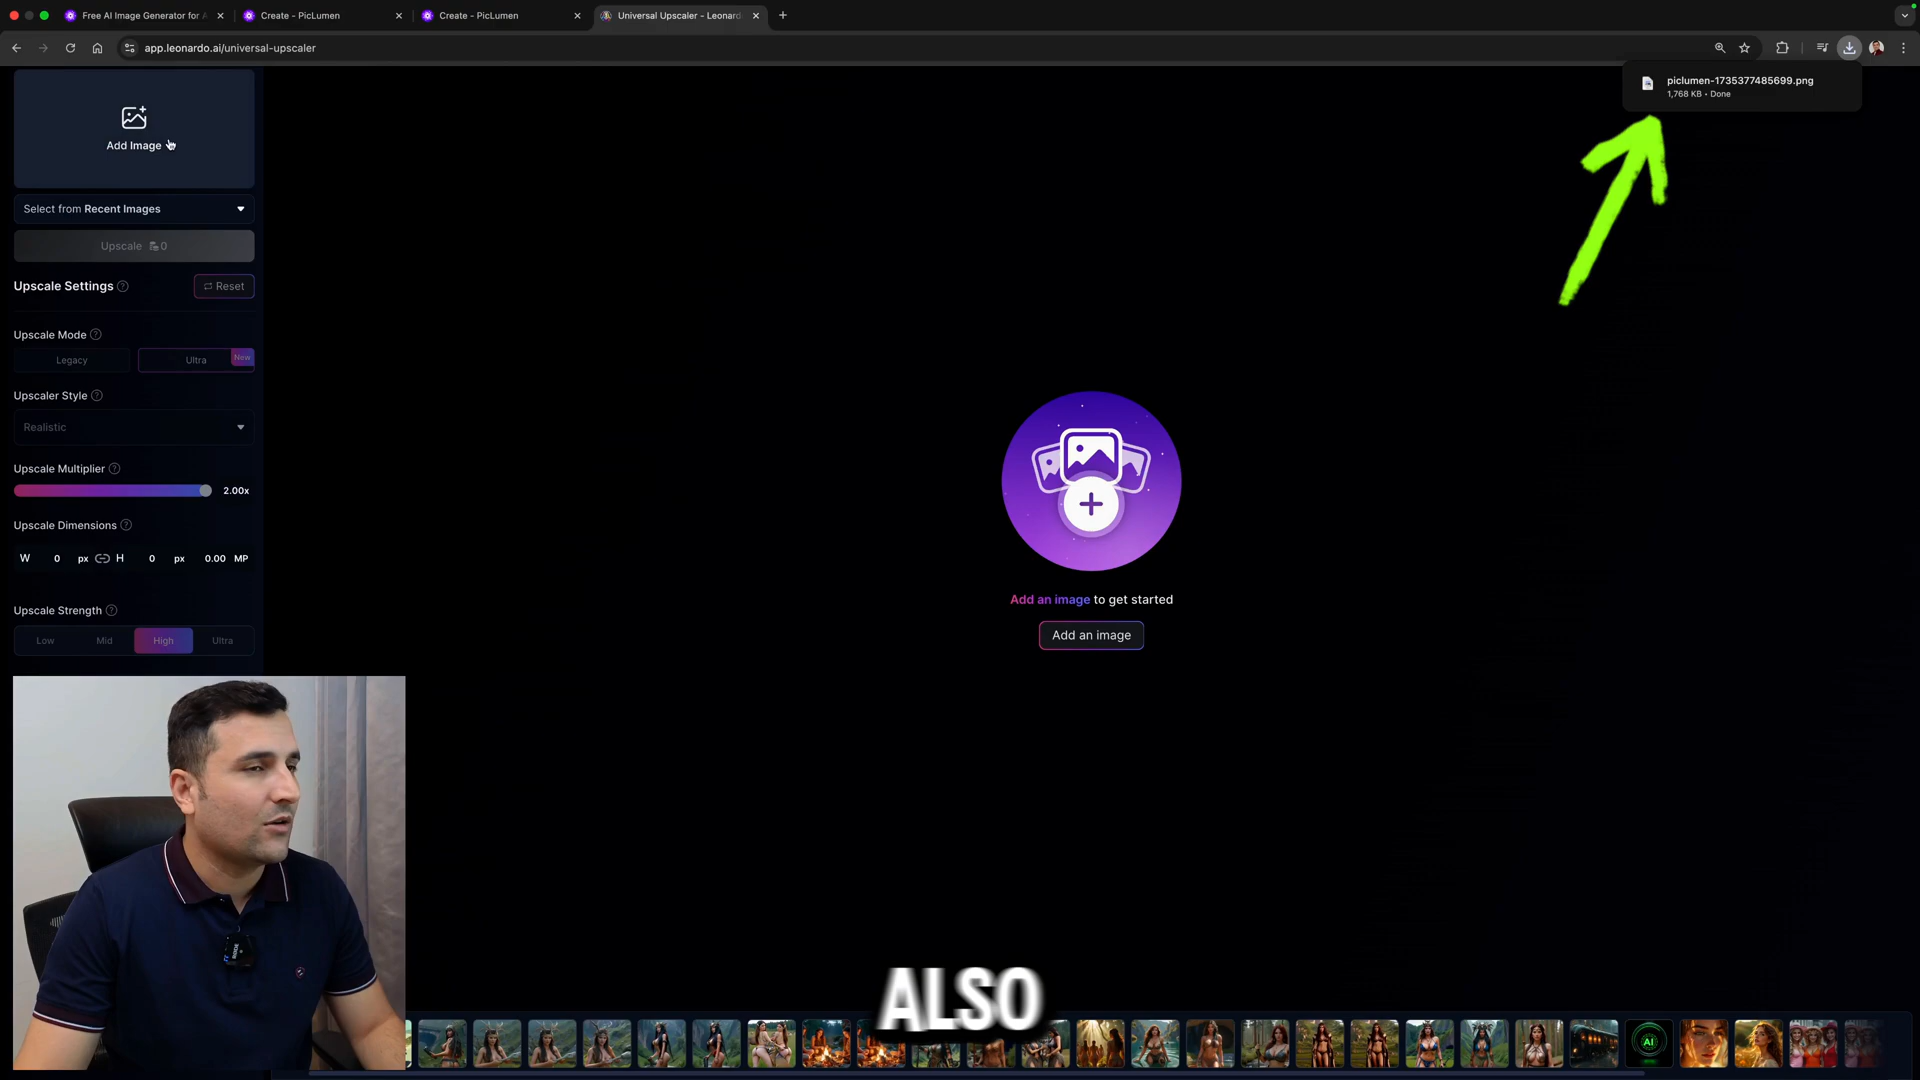 Free AI Image Generator for A
Create - PicLumen
Create - PicLumen
Universal Upscaler - Leonard
app.leonardo.ai/universal-upscaler
piclumen-1735377485699.png
1,768 KB • Done
Add Image
Select from Recent Images
Upscale 0
Upscale Settings ?
Reset
Upscale Mode ?
Legacy
Ultra
New
Upscaler Style ?
Realistic
Upscale Multiplier ?
2.00x
Upscale Dimensions ?
W 0 px H 0 px 0.00 MP
Upscale Strength ?
Low Mid High Ultra
Add an image to get started
Add an image
ALSO
AI